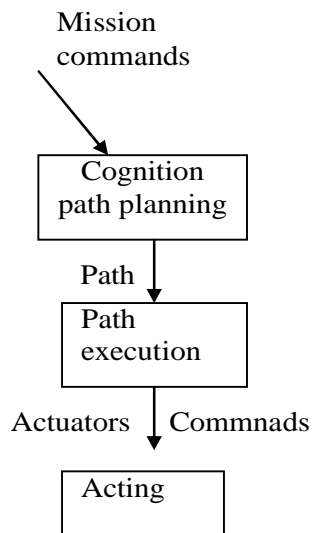 Mission
commands
Cognition
path planning
Path
Path
execution
Actuators Commnads
Acting